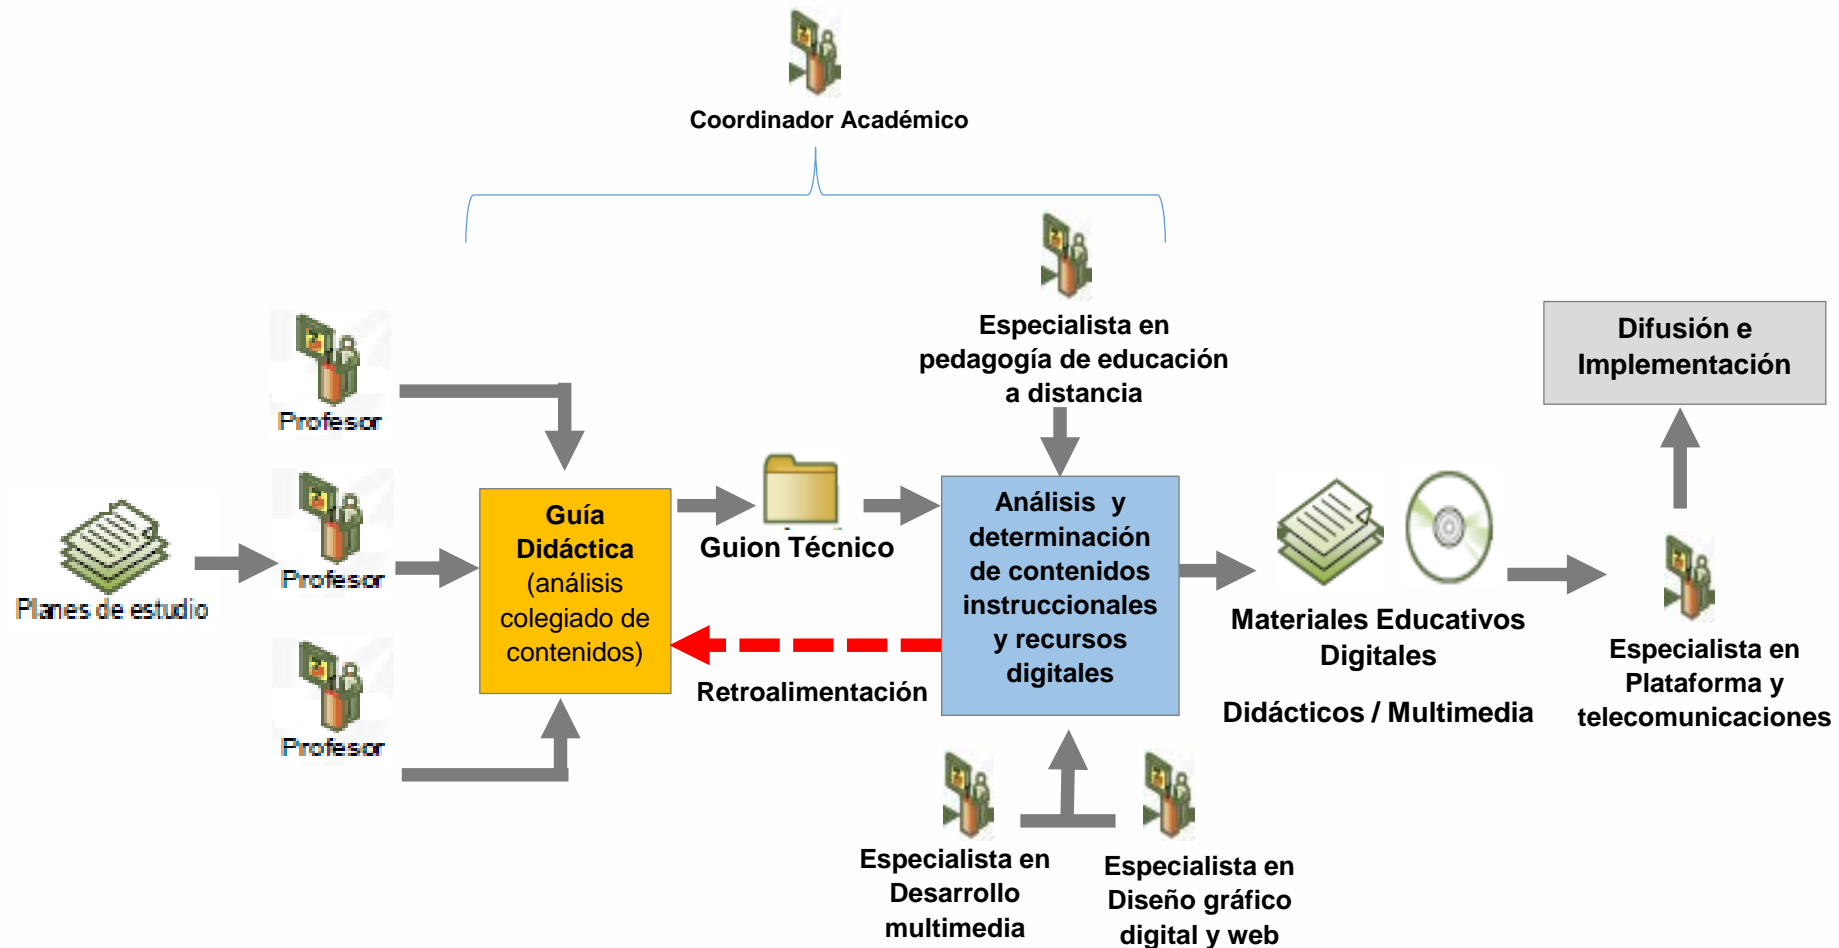 Coordinador Académico
Especialista en
pedagogía de educación
a distancia
Difusión e
Implementación
Profesor
Profesor
Profesor
Planes de estudio
Guía
Didáctica
(análisis
colegiado de
contenidos)
Guion Técnico
Retroalimentación
Análisis y
determinación
de contenidos
instruccionales
y recursos
digitales
Materiales Educativos
Digitales
Didácticos / Multimedia
Especialista en
Plataforma y
telecomunicaciones
Especialista en
Desarrollo
multimedia
Especialista en
Diseño gráfico
digital y web